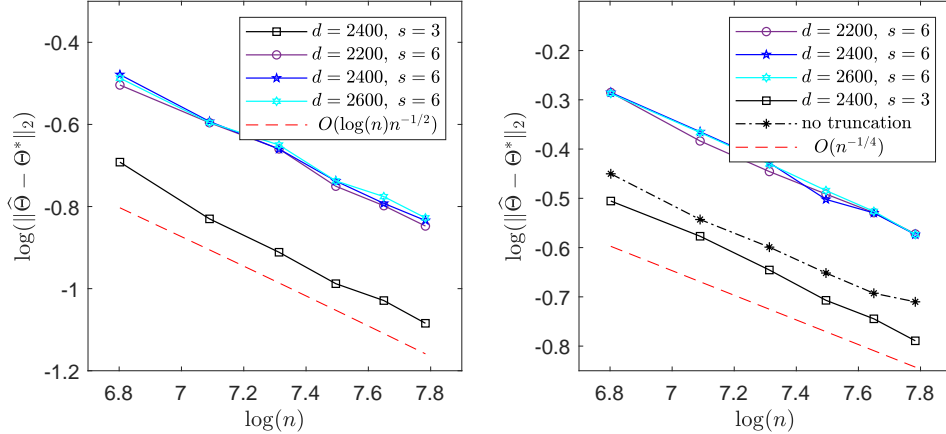 -0.4
-0.6
-0.8
-1
-1.2
log(‖Θ̂ − Θ*‖₂)
d = 2400, s = 3
d = 2200, s = 6
d = 2400, s = 6
d = 2600, s = 6
O(log(n)n^{-1/2})
6.8 7 7.2 7.4 7.6 7.8
log(n)
-0.2
-0.3
-0.4
-0.5
-0.6
-0.7
-0.8
log(‖Θ̂ − Θ*‖₂)
d = 2200, s = 6
d = 2400, s = 6
d = 2600, s = 6
d = 2400, s = 3
no truncation
O(n^{-1/4})
6.8 7 7.2 7.4 7.6 7.8
log(n)